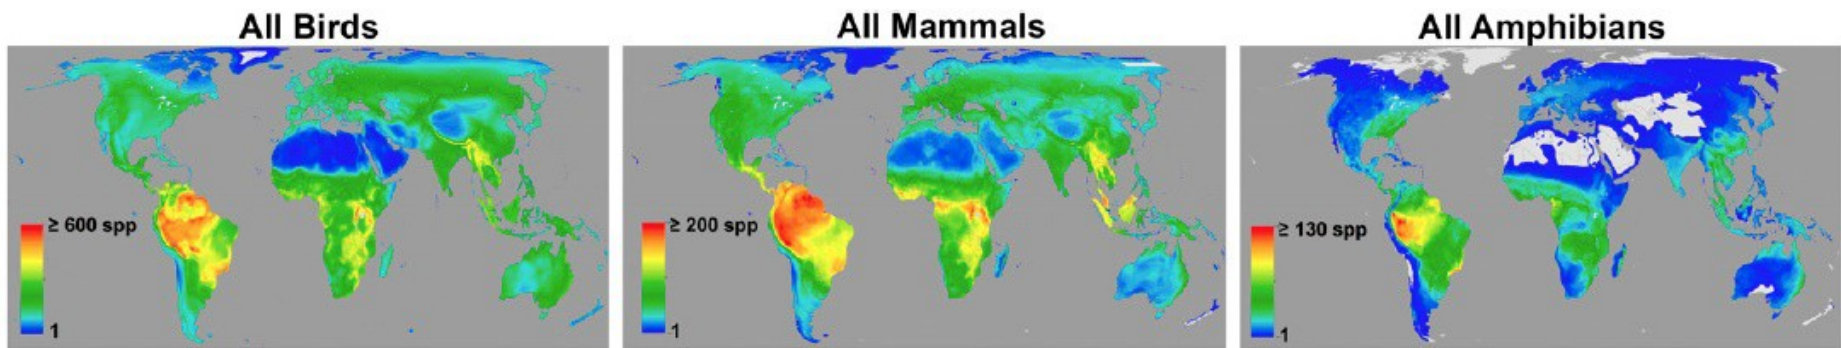 All Birds
≥ 600 spp
1
All Mammals
≥ 200 spp
1
All Amphibians
≥ 130 spp
1